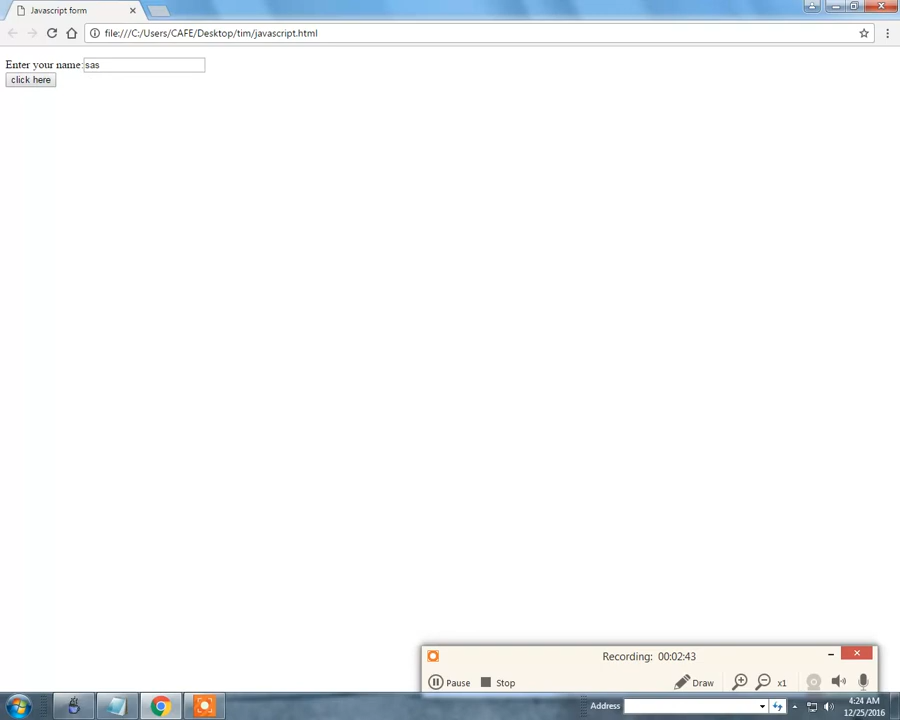 Javascript form
file:///C:/Users/CAFE/Desktop/tim/javascript.html
Enter your name:sas
click here
Recording: 00:02:43
Pause Stop Draw x1
Address 4:24 AM
12/25/2016